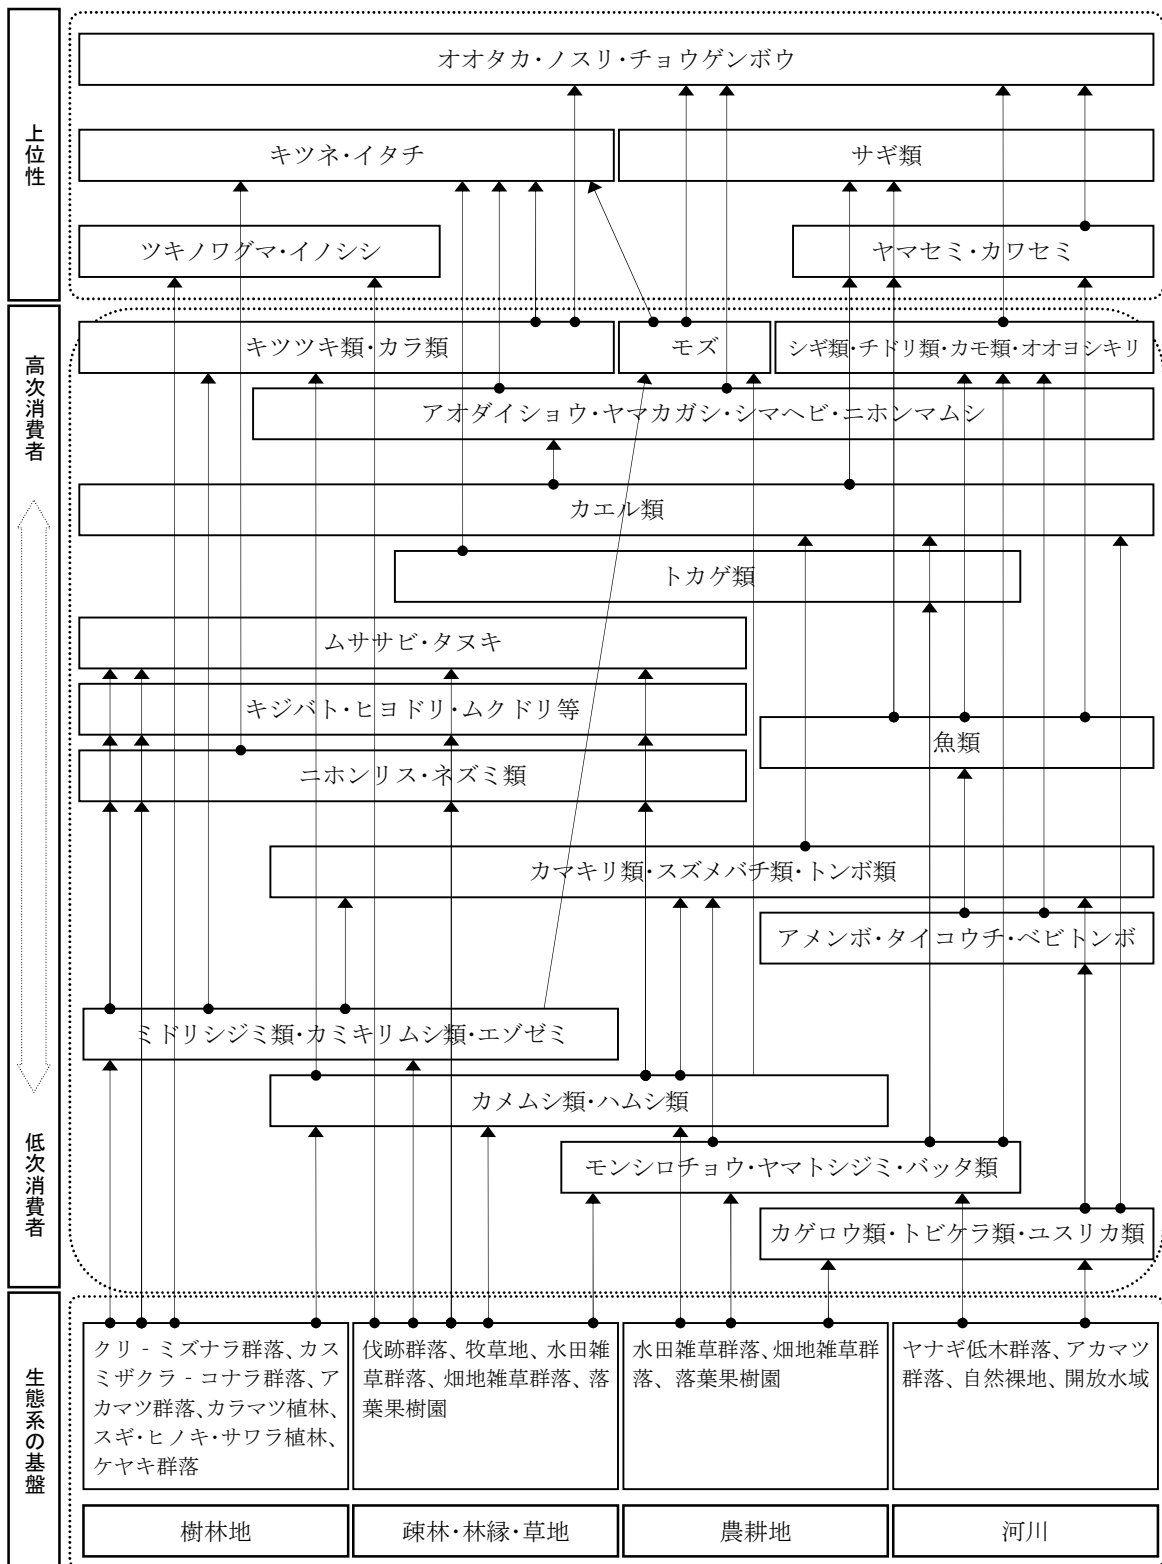 上位性
オオタカ・ノスリ・チョウゲンボウ
キツネ・イタチ
サギ類
ツキノワグマ・イノシシ
ヤマセミ・カワセミ
高次消費者
低次消費者
キツツキ類・カラ類
モズ
シギ類・チドリ類・カモ類・オオヨシキリ
アオダイショウ・ヤマカガシ・シマヘビ・ニホンマムシ
カエル類
トカゲ類
ムササビ・タヌキ
キジバト・ヒヨドリ・ムクドリ等
魚類
ニホンリス・ネズミ類
カマキリ類・スズメバチ類・トンボ類
アメンボ・タイコウチ・ベビトンボ
ミドリシジミ類・カミキリムシ類・エゾゼミ
カメムシ類・ハムシ類
モンシロチョウ・ヤマトシジミ・バッタ類
カゲロウ類・トビケラ類・ユスリカ類
生態系の基盤
クリ‐ミズナラ群落、カス
ミザクラ‐コナラ群落、ア
カマツ群落、カラマツ植林、
スギ・ヒノキ・サワラ植林、
ケヤキ群落
伐跡群落、牧草地、水田雑
草群落、畑地雑草群落、落
葉果樹園
水田雑草群落、畑地雑草群
落、落葉果樹園
ヤナギ低木群落、アカマツ
群落、自然裸地、開放水域
樹林地
疎林・林縁・草地
農耕地
河川